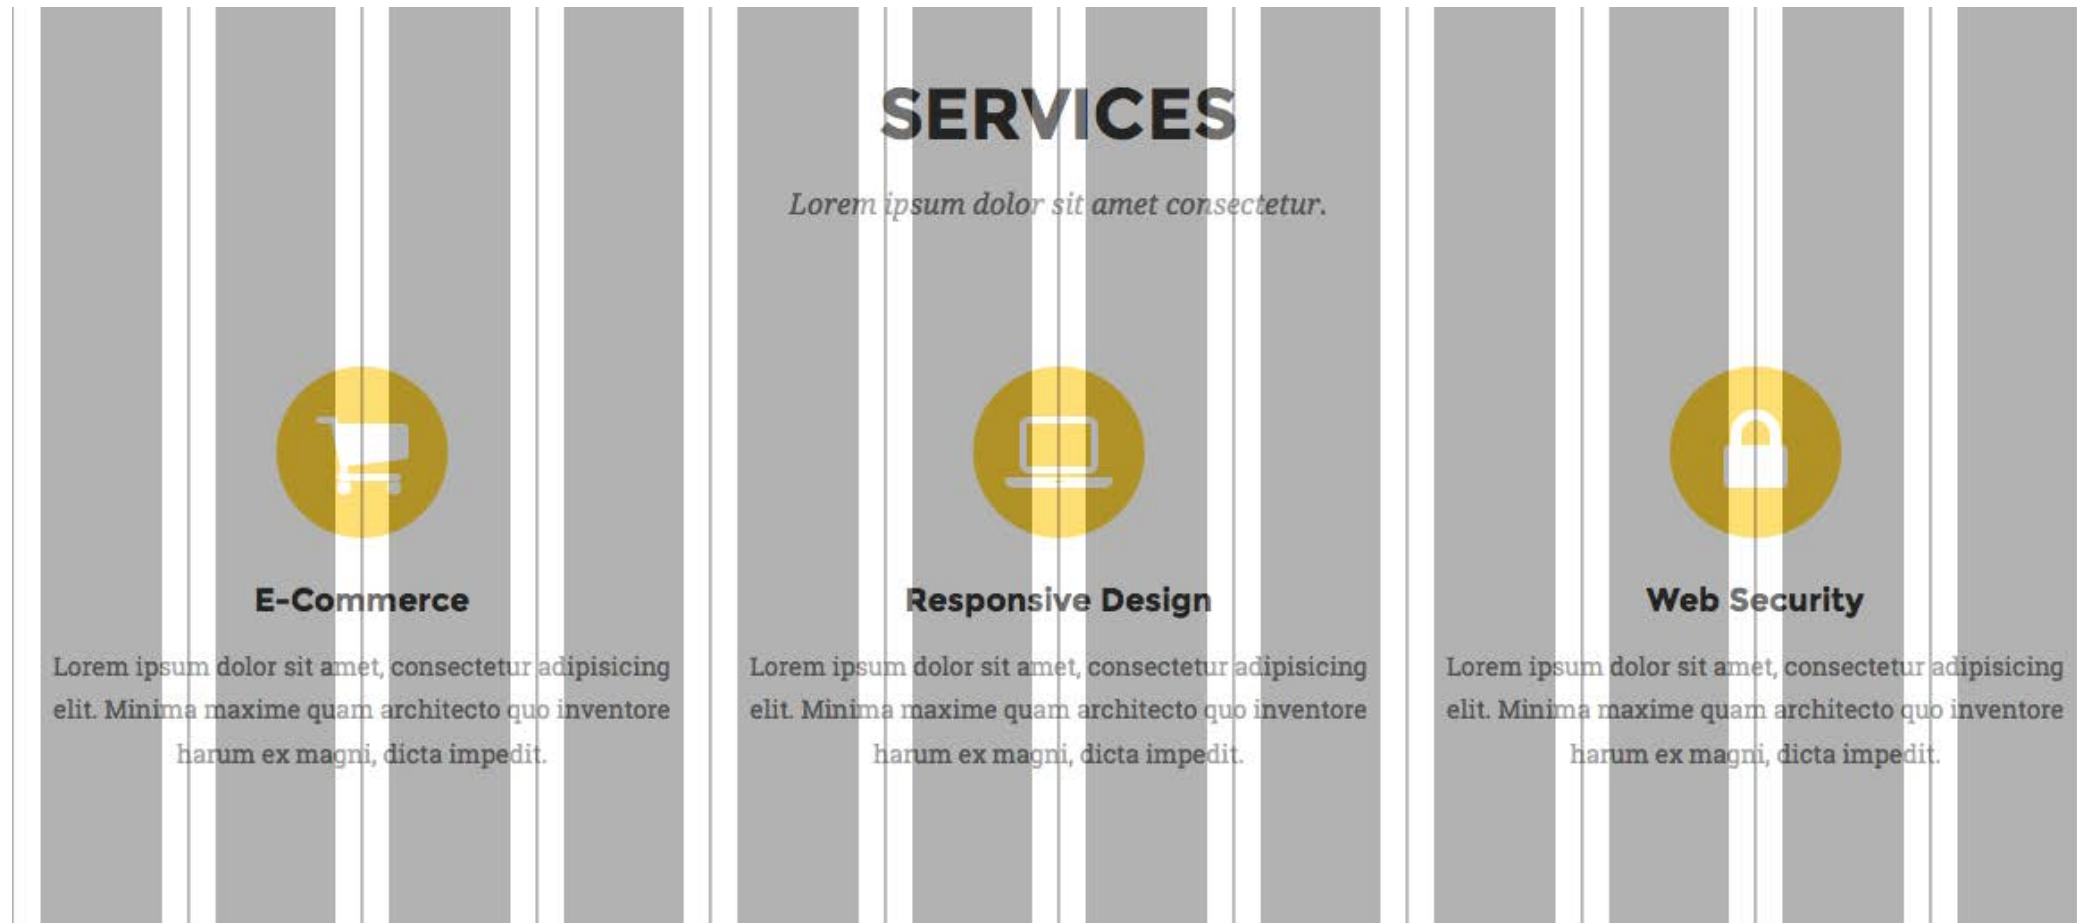 SERVICES
Lorem ipsum dolor sit amet consectetur.
E-Commerce
Lorem ipsum dolor sit amet, consectetur adipisicing
elit. Minima maxime quam architecto quo inventore
harum ex magni, dicta impedit.
Responsive Design
Lorem ipsum dolor sit amet, consectetur adipisicing
elit. Minima maxime quam architecto quo inventore
harum ex magni, dicta impedit.
Web Security
Lorem ipsum dolor sit amet, consectetur adipisicing
elit. Minima maxime quam architecto quo inventore
harum ex magni, dicta impedit.